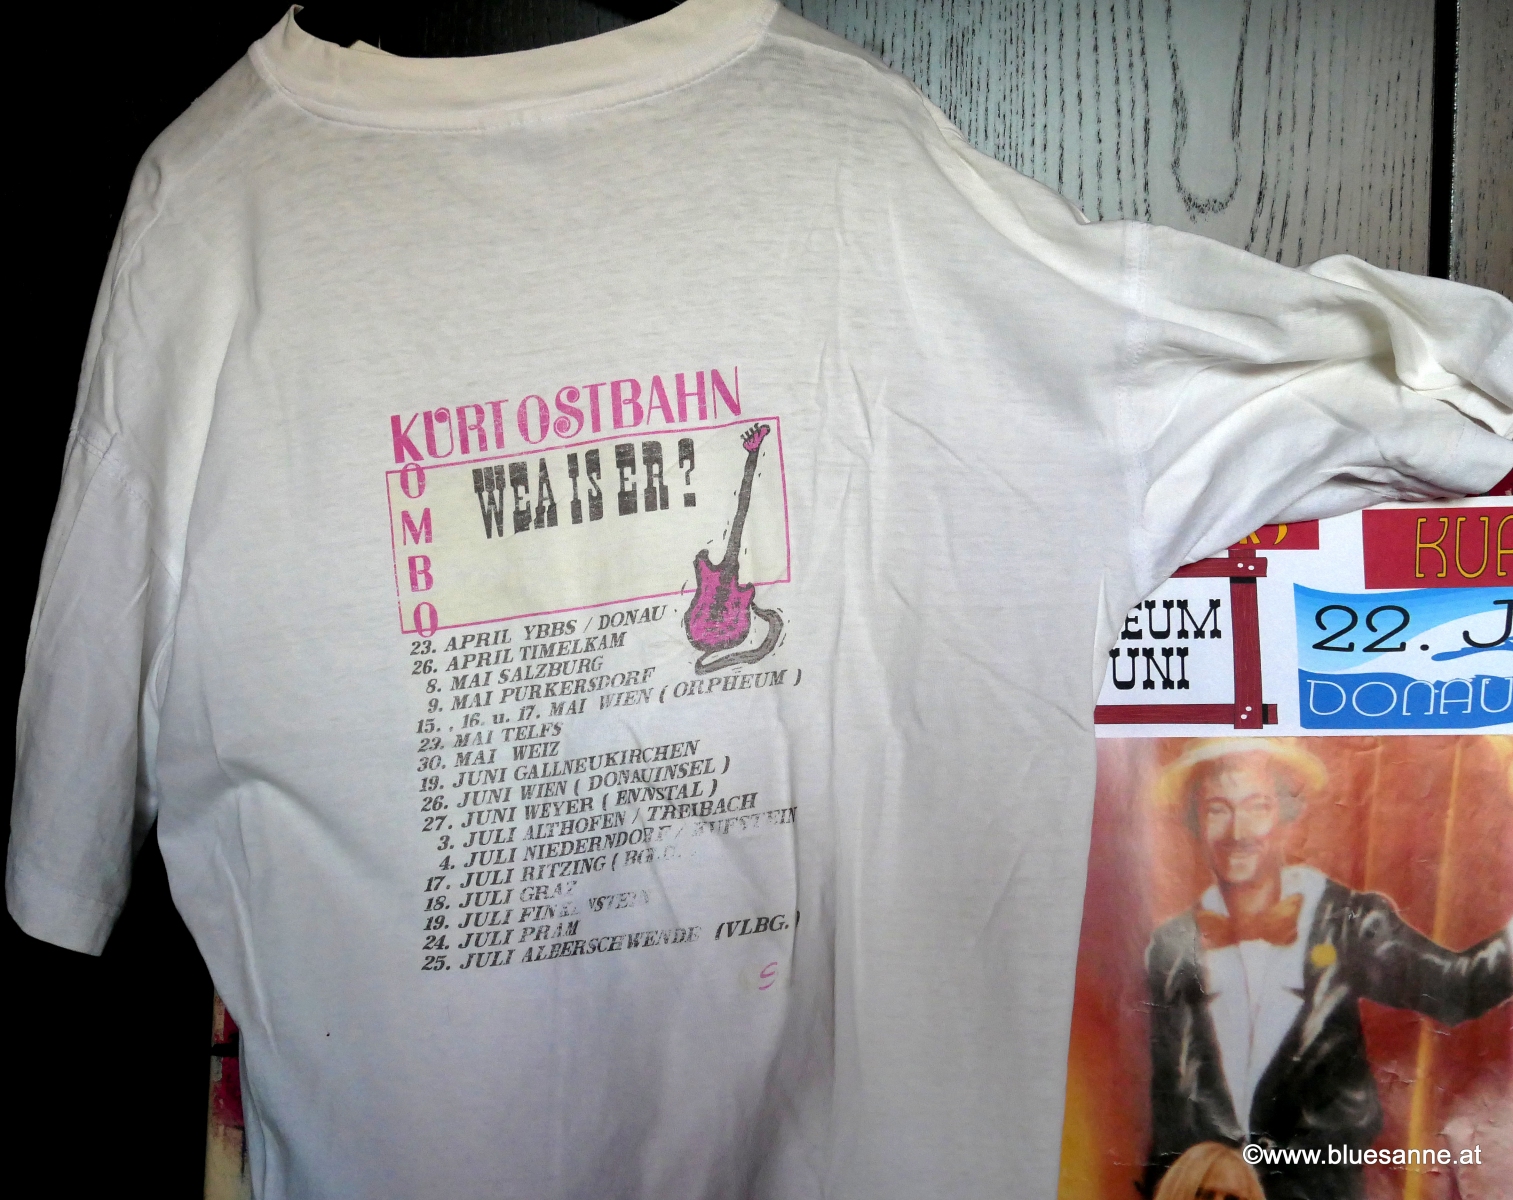 KURT OSTBAHN
KOMBO
WEA IS ER?
23. APRIL YBBS / DONAU
26. APRIL TIMELKAM
8. MAI SALZBURG
9. MAI PURKERSDORF
15. , 16. u. 17. MAI WIEN ( ORPHEUM )
29. MAI TELFS
30. MAI WEIZ
19. JUNI GALLNEUKIRCHEN
26. JUNI WIEN ( DONAUINSEL )
27. JUNI WEYER ( ENNSTAL )
3. JULI ALTHOFEN / TREIBACH
4. JULI NIEDERNDORF / KUFSTEIN
17. JULI RITZING (
18. JULI GRAZ
19. JULI
24. JULI PRAM
25. JULI ALBERSCHWENDE (VLBG.)
S
EUM
UNI
KU
22. J
DONAU
©www.bluesanne.at